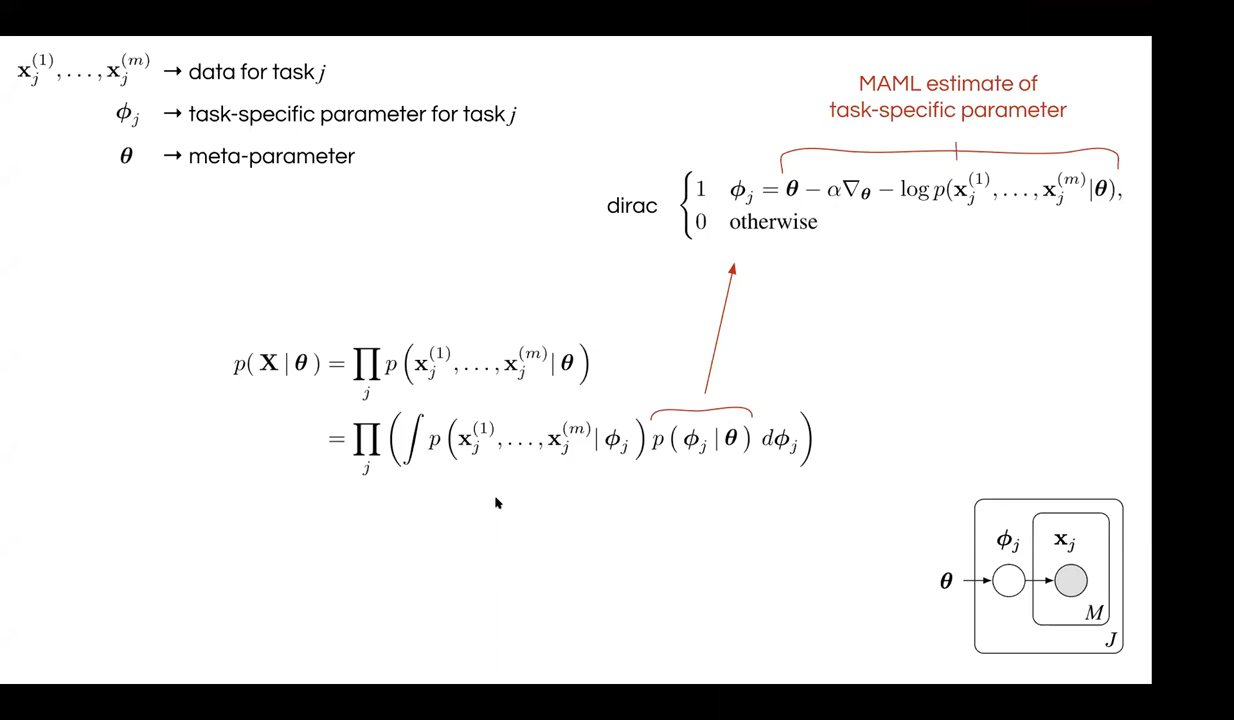 x_j^{(1)}, . . . , x_j^{(m)} → data for task j
ϕ_j → task-specific parameter for task j
θ → meta-parameter
MAML estimate of
task-specific parameter
dirac { 1 ϕ_j = θ − α∇_θ − log p(x_j^{(1)}, . . . , x_j^{(m)}|θ),
0 otherwise
p( X | θ ) = ∏_j p ( x_j^{(1)}, . . . , x_j^{(m)} | θ )
= ∏_j ( ∫ p ( x_j^{(1)}, . . . , x_j^{(m)} | ϕ_j ) p ( ϕ_j | θ ) dϕ_j )
ϕ_j x_j
θ
M
J